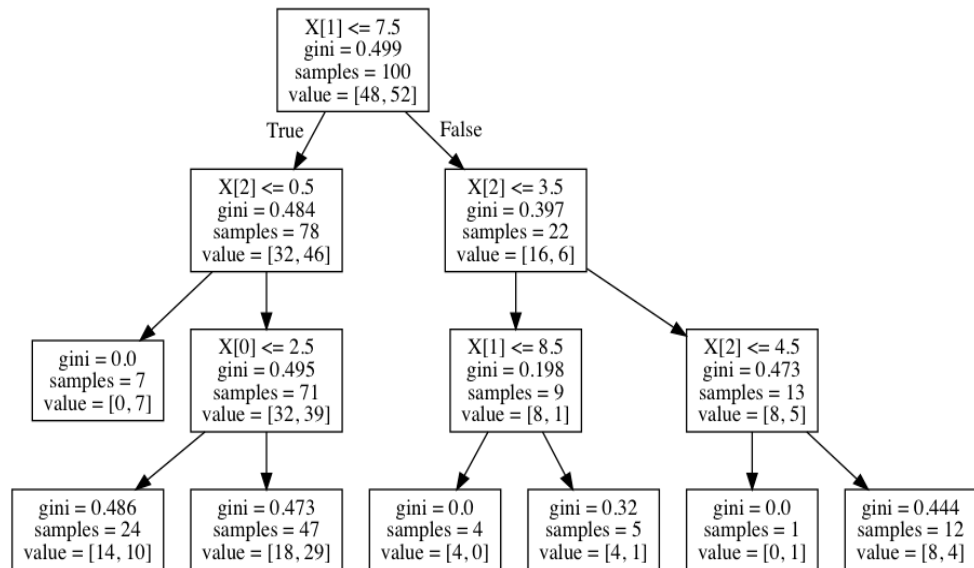 X[1] <= 7.5
gini = 0.499
samples = 100
value = [48, 52]
True
False
X[2] <= 0.5
gini = 0.484
samples = 78
value = [32, 46]
X[2] <= 3.5
gini = 0.397
samples = 22
value = [16, 6]
gini = 0.0
samples = 7
value = [0, 7]
X[0] <= 2.5
gini = 0.495
samples = 71
value = [32, 39]
X[1] <= 8.5
gini = 0.198
samples = 9
value = [8, 1]
X[2] <= 4.5
gini = 0.473
samples = 13
value = [8, 5]
gini = 0.486
samples = 24
value = [14, 10]
gini = 0.473
samples = 47
value = [18, 29]
gini = 0.0
samples = 4
value = [4, 0]
gini = 0.32
samples = 5
value = [4, 1]
gini = 0.0
samples = 1
value = [0, 1]
gini = 0.444
samples = 12
value = [8, 4]